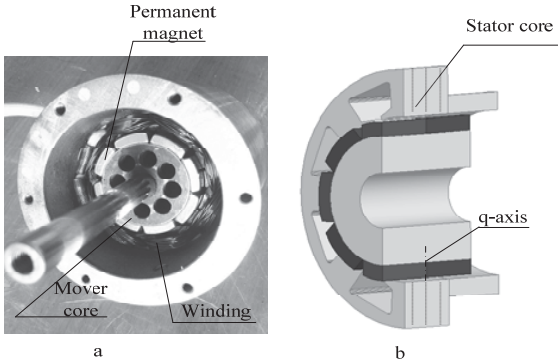 Permanent
magnet
Stator core
q-axis
Mover
core
Winding
a
b